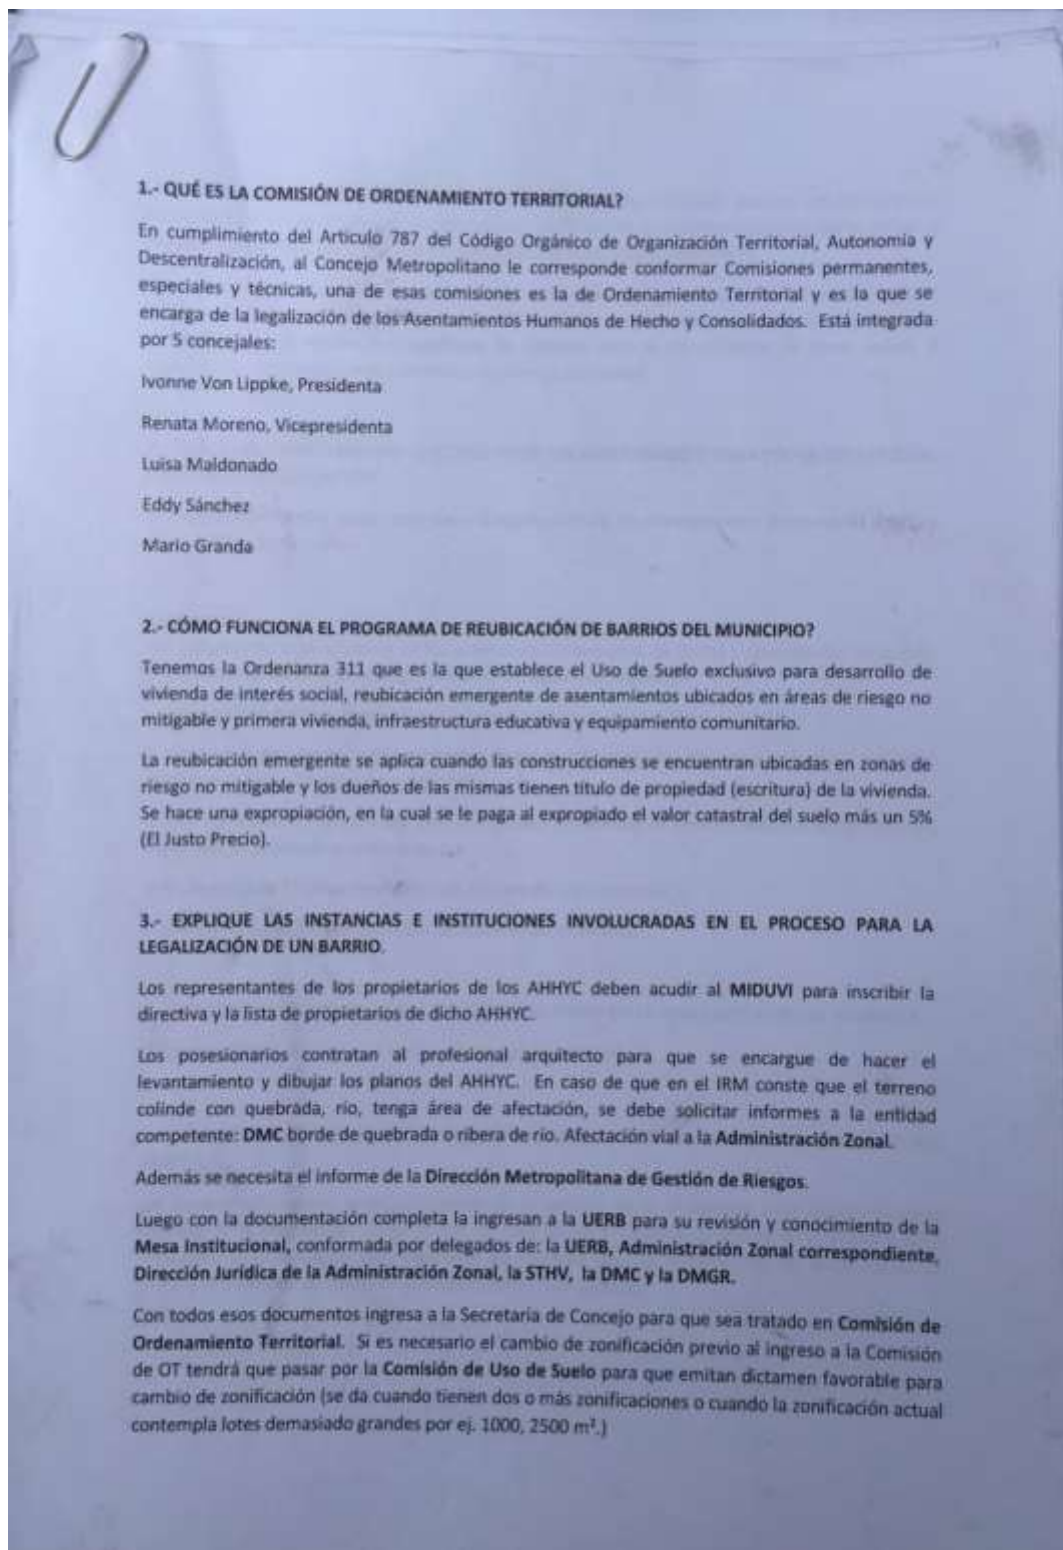 1.- QUÉ ES LA COMISIÓN DE ORDENAMIENTO TERRITORIAL?
En cumplimiento del Articulo 787 del Código Orgánico de Organización Territorial, Autonomía y
Descentralización, al Concejo Metropolitano le corresponde conformar Comisiones permanentes,
especiales y técnicas, una de esas comisiones es la de Ordenamiento Territorial y es la que se
encarga de la legalización de los Asentamientos Humanos de Hecho y Consolidados. Está integrada
por 5 concejales:
Ivonne Von Lippke, Presidenta
Renata Moreno, Vicepresidenta
Luisa Maldonado
Eddy Sánchez
Mario Granda
2.- CÓMO FUNCIONA EL PROGRAMA DE REUBICACIÓN DE BARRIOS DEL MUNICIPIO?
Tenemos la Ordenanza 311 que es la que establece el Uso de Suelo exclusivo para desarrollo de
vivienda de interés social, reubicación emergente de asentamientos ubicados en áreas de riesgo no
mitigable y primera vivienda, infraestructura educativa y equipamiento comunitario.
La reubicación emergente se aplica cuando las construcciones se encuentran ubicadas en zonas de
riesgo no mitigable y los dueños de las mismas tienen titulo de propiedad (escritura) de la vivienda.
Se hace una expropiación, en la cual se le paga al expropiado el valor catastral del suelo más un 5%
(El Justo Precio).
3.- EXPLIQUE LAS INSTANCIAS E INSTITUCIONES INVOLUCRADAS EN EL PROCESO PARA LA
LEGALIZACIÓN DE UN BARRIO.
Los representantes de los propietarios de los AHHYC deben acudir al MIDUVI para inscribir la
directiva y la lista de propietarios de dicho AHHYC.
Los posesionarios contratan al profesional arquitecto para que se encargue de hacer el
levantamiento y dibujar los planos del AHHYC. En caso de que en el IRM conste que el terreno
colinde con quebrada, río, tenga área de afectación, se debe solicitar informes a la entidad
competente: DMC borde de quebrada o ribera de río. Afectación vial a la Administración Zonal.
Además se necesita el informe de la Dirección Metropolitana de Gestión de Riesgos.
Luego con la documentación completa la ingresan a la UERB para su revisión y conocimiento de la
Mesa Institucional, conformada por delegados de: la UERB, Administración Zonal correspondiente,
Dirección Jurídica de la Administración Zonal, la STHV, la DMC y la DMGR.
Con todos esos documentos ingresa a la Secretaria de Concejo para que sea tratado en Comisión de
Ordenamiento Territorial. Si es necesario el cambio de zonificación previo al ingreso a la Comisión
de OT tendrá que pasar por la Comisión de Uso de Suelo para que emitan dictamen favorable para
cambio de zonificación (se da cuando tienen dos o más zonificaciones o cuando la zonificación actual
contempla lotes demasiado grandes por ej. 1000, 2500 m².)